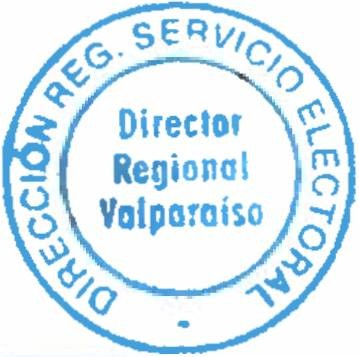 DIRECCIÓN REG. SERVICIO ELECTORAL
Director
Regional
Valparaíso
-